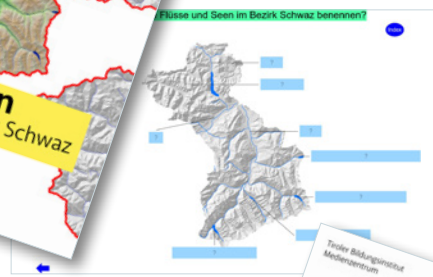 Flüsse und Seen im Bezirk Schwaz benennen?
Index
?
?
?
?
n
Schwaz
?
?
?
Tiroler Bildungsinstitut
Medienzentrum